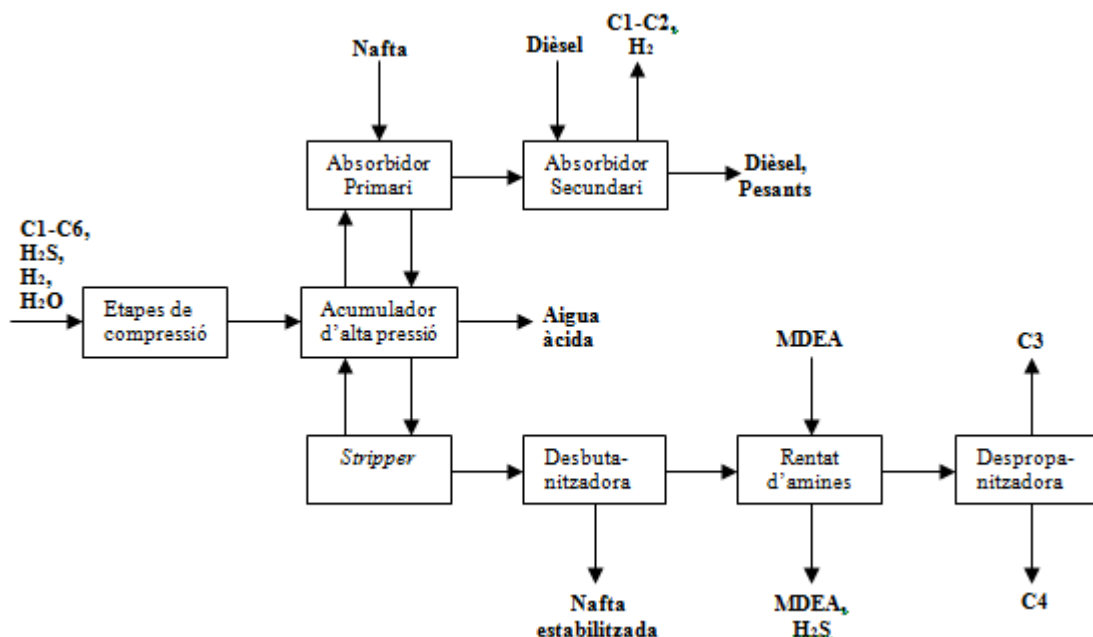 C1-C2,
H2
Nafta
Dièsel
Absorbidor
Primari
Absorbidor
Secundari
Dièsel,
Pesants
C1-C6,
H2S,
H2,
H2O
Etapes de
compressió
Acumulador
d'alta pressió
Aigua
àcida
MDEA
C3
Stripper
Desbuta-
nitzadora
Rentat
d'amines
Despropa-
nitzadora
Nafta
estabilitzada
MDEA,
H2S
C4